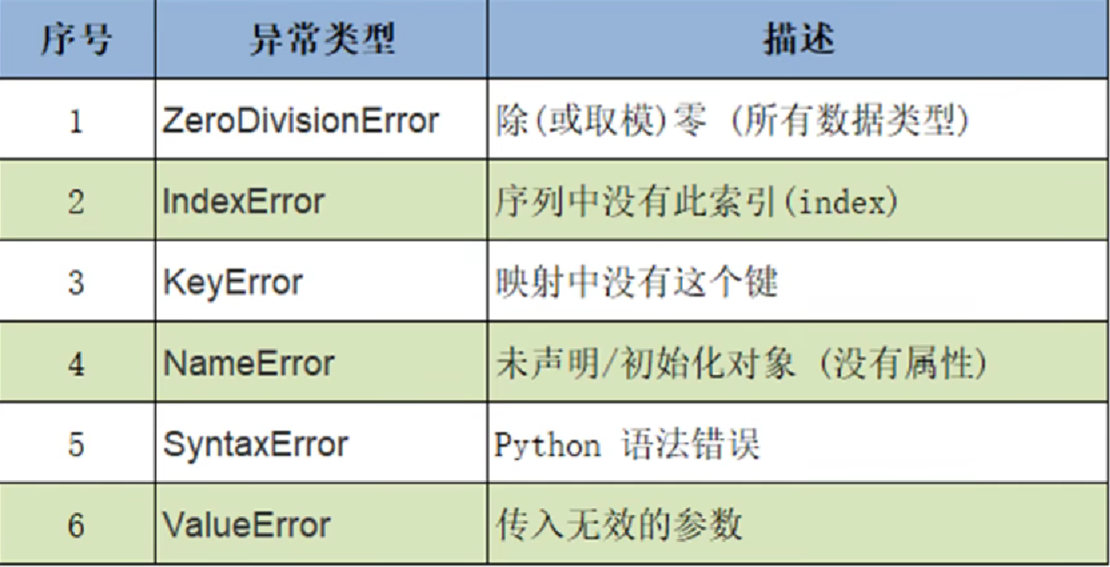 序号 异常类型 描述
1 ZeroDivisionError 除(或取模)零 (所有数据类型)
2 IndexError 序列中没有此索引(index)
3 KeyError 映射中没有这个键
4 NameError 未声明/初始化对象 (没有属性)
5 SyntaxError Python 语法错误
6 ValueError 传入无效的参数